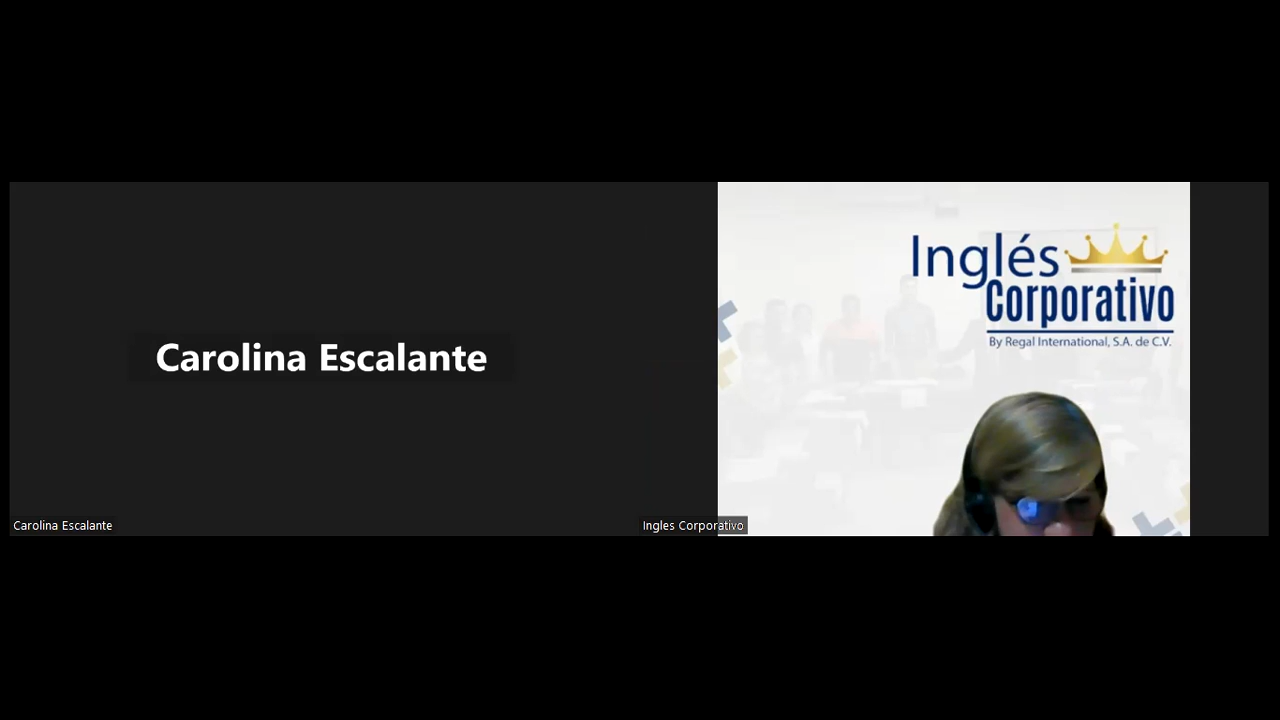 Carolina Escalante
Carolina Escalante
Ingles Corporativo
Inglés
Corporativo
By Regal International, S.A. de C.V.